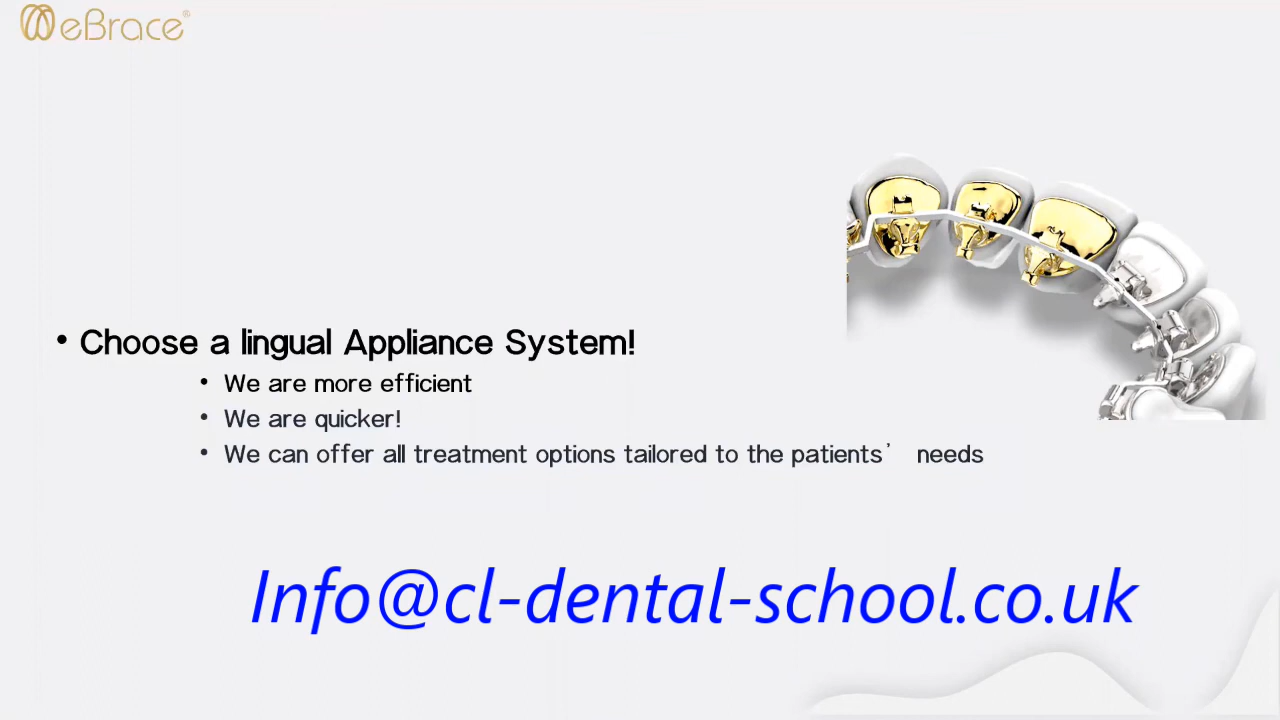 eBrace®
• Choose a lingual Appliance System!
• We are more efficient
• We are quicker!
• We can offer all treatment options tailored to the patients’ needs
Info@cl-dental-school.co.uk